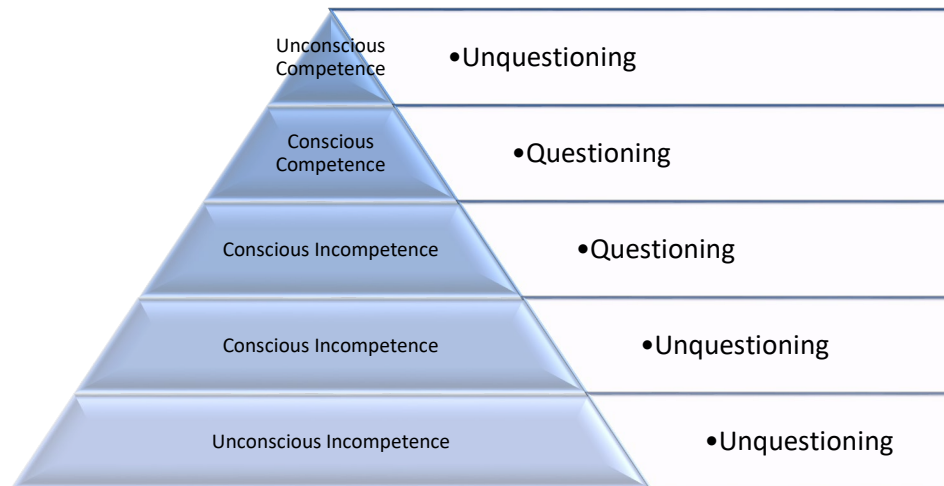 Unconscious
Competence
•Unquestioning
Conscious
Competence
•Questioning
Conscious Incompetence
•Questioning
Conscious Incompetence
•Unquestioning
Unconscious Incompetence
•Unquestioning